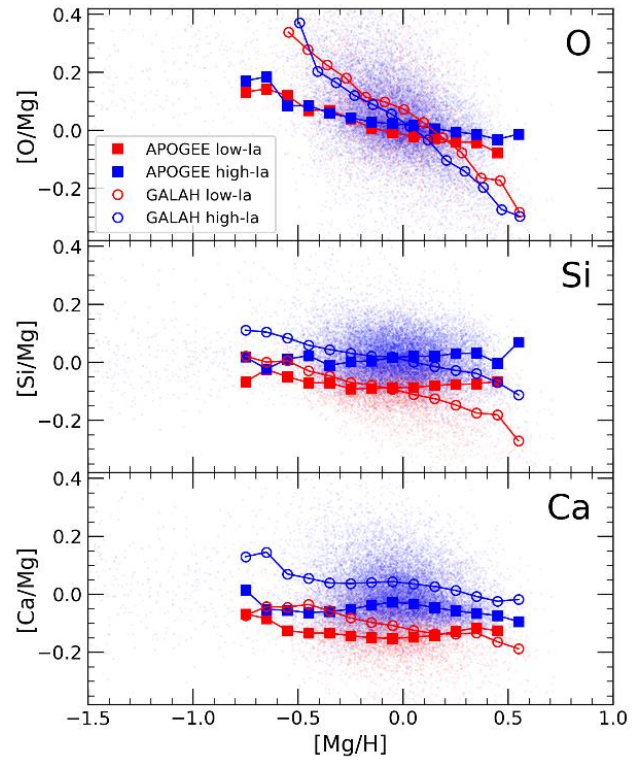 0.4
O
0.2
[O/Mg]
0.0
APOGEE low-Ia
APOGEE high-Ia
−0.2
GALAH low-Ia
GALAH high-Ia
0.4
Si
0.2
[Si/Mg]
0.0
−0.2
0.4
Ca
0.2
[Ca/Mg]
0.0
−0.2
−1.5 −1.0 −0.5 0.0 0.5 1.0
[Mg/H]